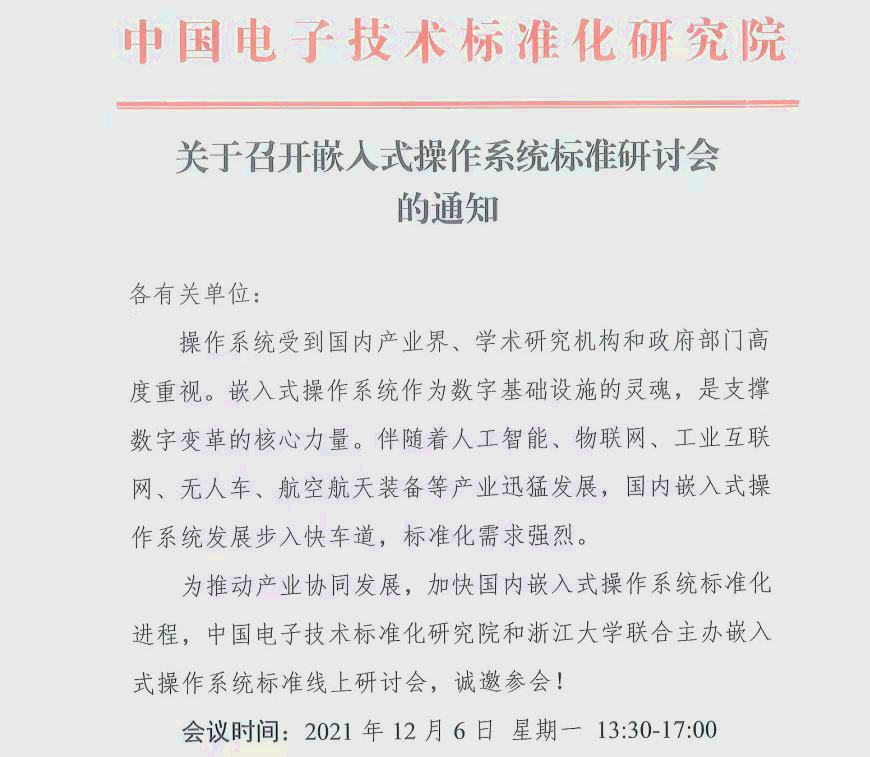 中国电子技术标准化研究院
关于召开嵌入式操作系统标准研讨会
的通知
各有关单位：
操作系统受到国内产业界、学术研究机构和政府部门高
度重视。嵌入式操作系统作为数字基础设施的灵魂，是支撑
数字变革的核心力量。伴随着人工智能、物联网、工业互联
网、无人车、航空航天装备等产业迅猛发展，国内嵌入式操
作系统发展步入快车道，标准化需求强烈。
为推动产业协同发展，加快国内嵌入式操作系统标准化
进程，中国电子技术标准化研究院和浙江大学联合主办嵌入
式操作系统标准线上研讨会，诚邀参会！
会议时间：2021 年 12 月 6 日 星期一 13:30-17:00